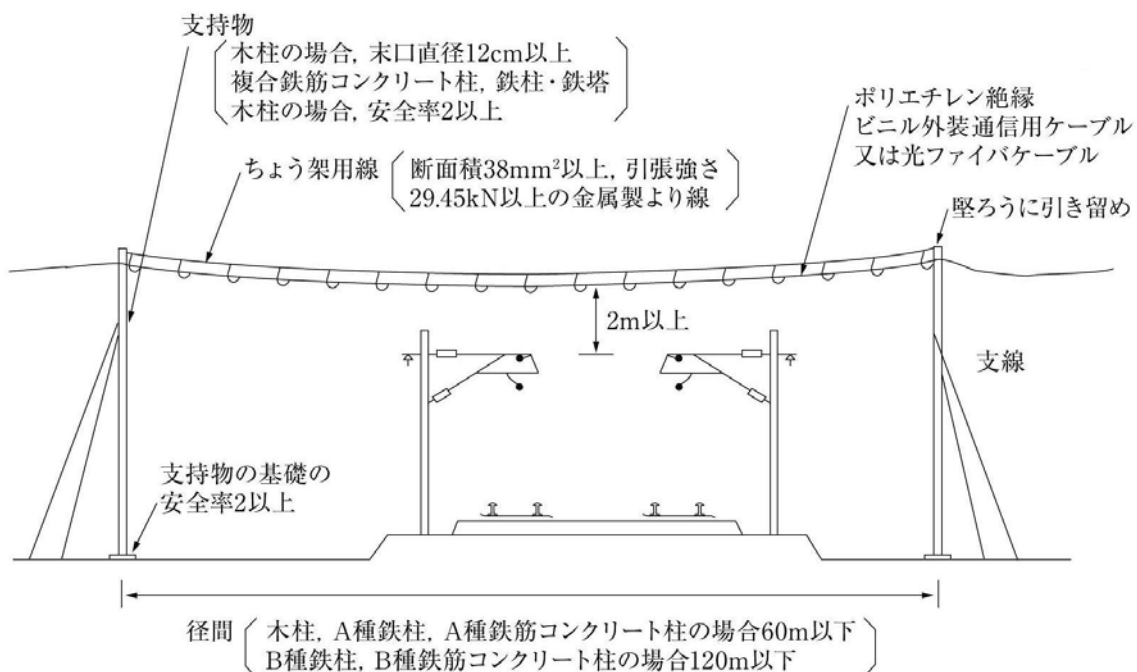 支持物
木柱の場合, 末口直径12cm以上
複合鉄筋コンクリート柱, 鉄柱・鉄塔
木柱の場合, 安全率2以上
ポリエチレン絶縁
ビニル外装通信用ケーブル
又は光ファイバケーブル
ちょう架用線
断面積38mm²以上, 引張強さ
29.45kN以上の金属製より線
堅ろうに引き留め
2m以上
支線
支持物の基礎の
安全率2以上
径間
木柱, A種鉄柱, A種鉄筋コンクリート柱の場合60m以下
B種鉄柱, B種鉄筋コンクリート柱の場合120m以下